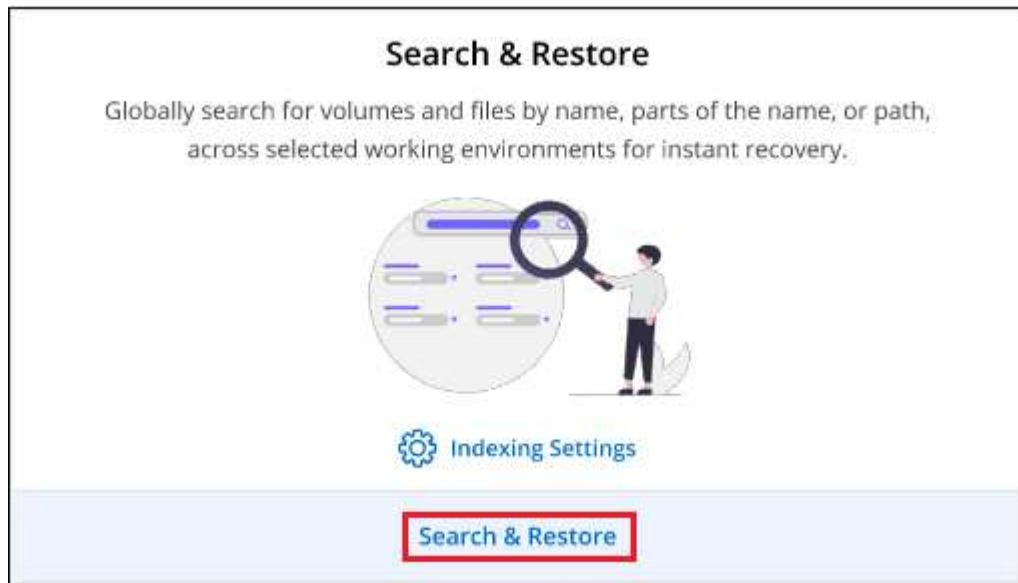 Search & Restore
Globally search for volumes and files by name, parts of the name, or path,
across selected working environments for instant recovery.
Indexing Settings
Search & Restore